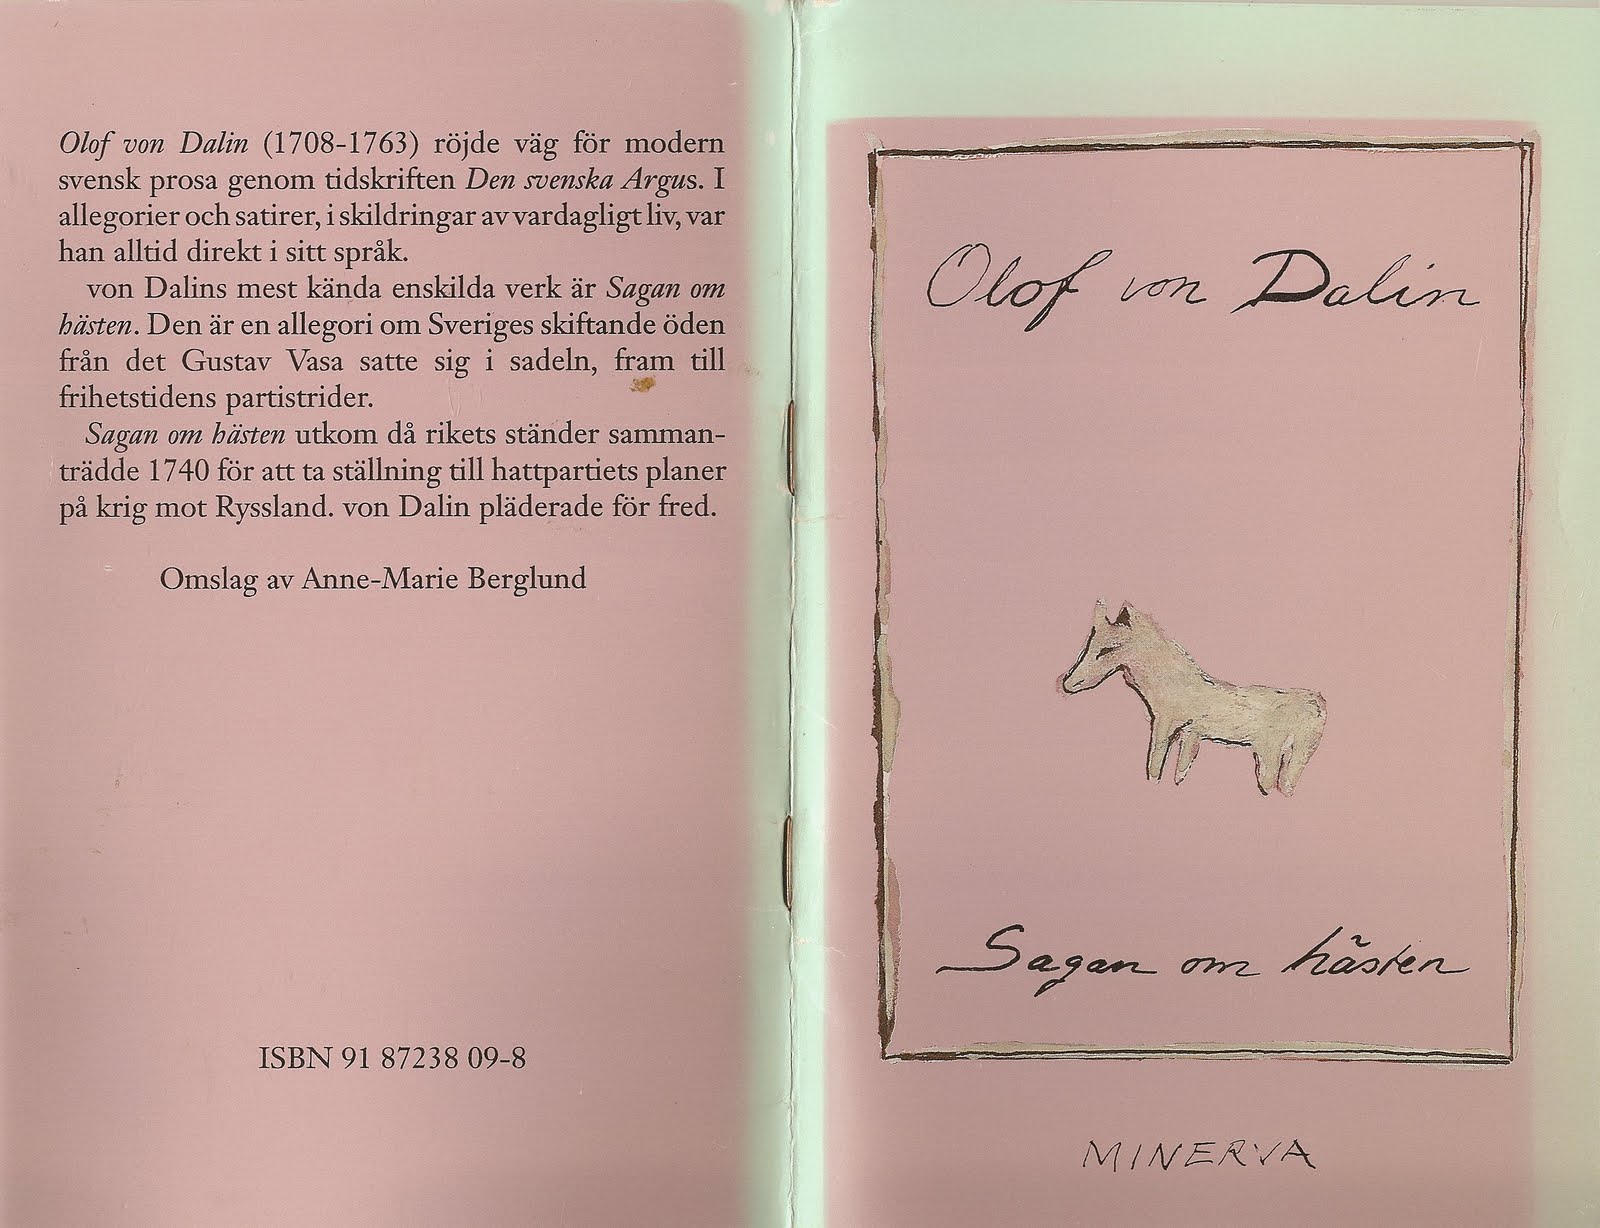 Olof von Dalin (1708-1763) röjde väg för modern
svensk prosa genom tidskriften Den svenska Argus. I
allegorier och satirer, i skildringar av vardagligt liv, var
han alltid direkt i sitt språk.
von Dalins mest kända enskilda verk är Sagan om
hästen. Den är en allegori om Sveriges skiftande öden
från det Gustav Vasa satte sig i sadeln, fram till
frihetstidens partistrider.
Sagan om hästen utkom då rikets ständer samman-
trädde 1740 för att ta ställning till hattpartiets planer
på krig mot Ryssland. von Dalin pläderade för fred.
Omslag av Anne-Marie Berglund
ISBN 91 87238 09-8
Olof von Dalin
Sagan om hästen
MINERVA